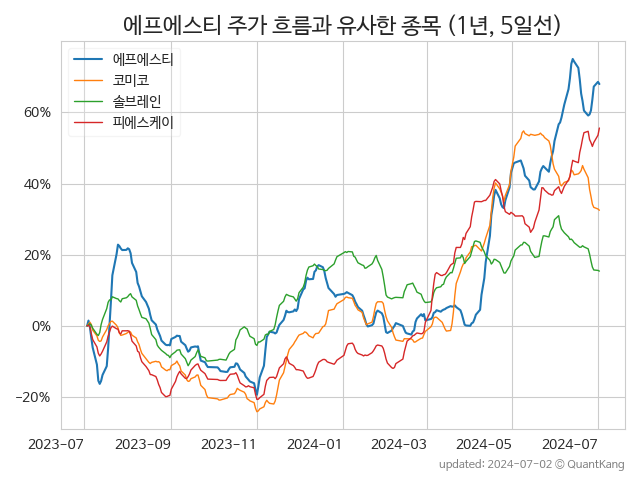 에프에스티 주가 흐름과 유사한 종목 (1년, 5일선)
에프에스티
코미코
솔브레인
피에스케이
60%
40%
20%
0%
−20%
2023-07 2023-09 2023-11 2024-01 2024-03 2024-05 2024-07
updated: 2024-07-02 © QuantKang